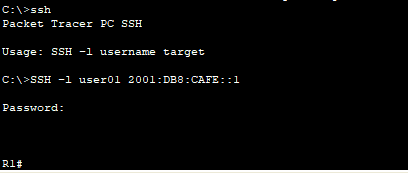 C:\>ssh
Packet Tracer PC SSH
Usage: SSH -l username target
C:\>SSH -l user01 2001:DB8:CAFE::1
Password:
R1#